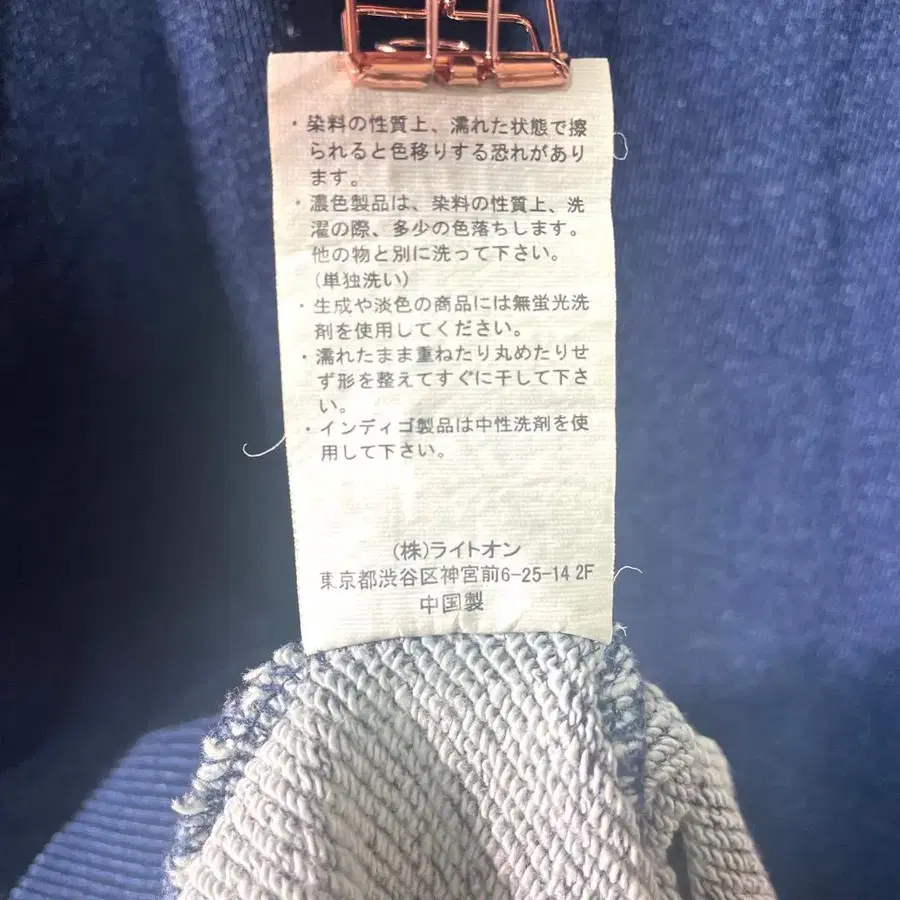 ・染料の性質上、濡れた状態で擦
られると色移りする恐れがあり
ます。
・濃色製品は、染料の性質上、洗
濯の際、多少の色落ちします。
他の物と別に洗って下さい。
(単独洗い)
・生成や淡色の商品には無蛍光洗
剤を使用してください。
・濡れたまま重ねたり丸めたりせ
ず形を整えてすぐに干して下さ
い。
・インディゴ製品は中性洗剤を使
用して下さい。
(株)ライトオン
東京都渋谷区神宮前6-25-14 2F
中国製